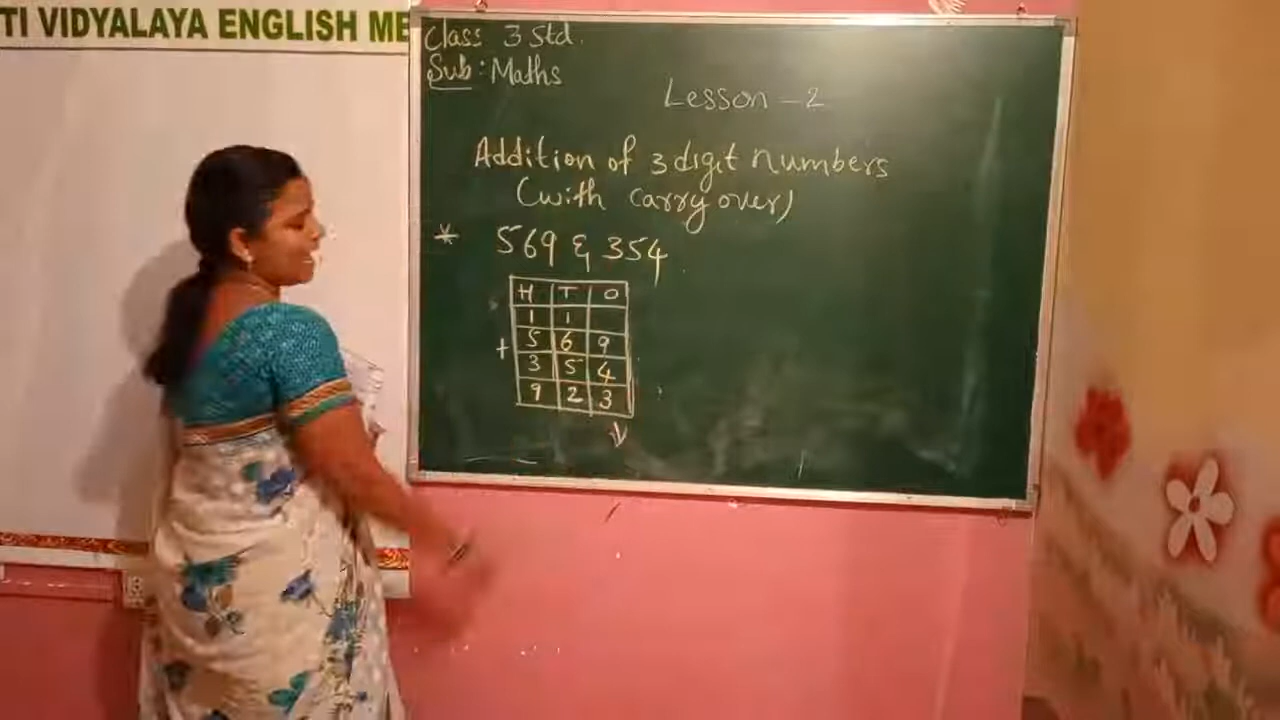 TI VIDYALAYA ENGLISH ME
Class 3 Std.
Sub: Maths
Lesson - 2
Addition of 3 digit numbers
(with carry over)
* 569 & 354
H T O
1 1
+ 5 6 9
3 5 4
9 2 3